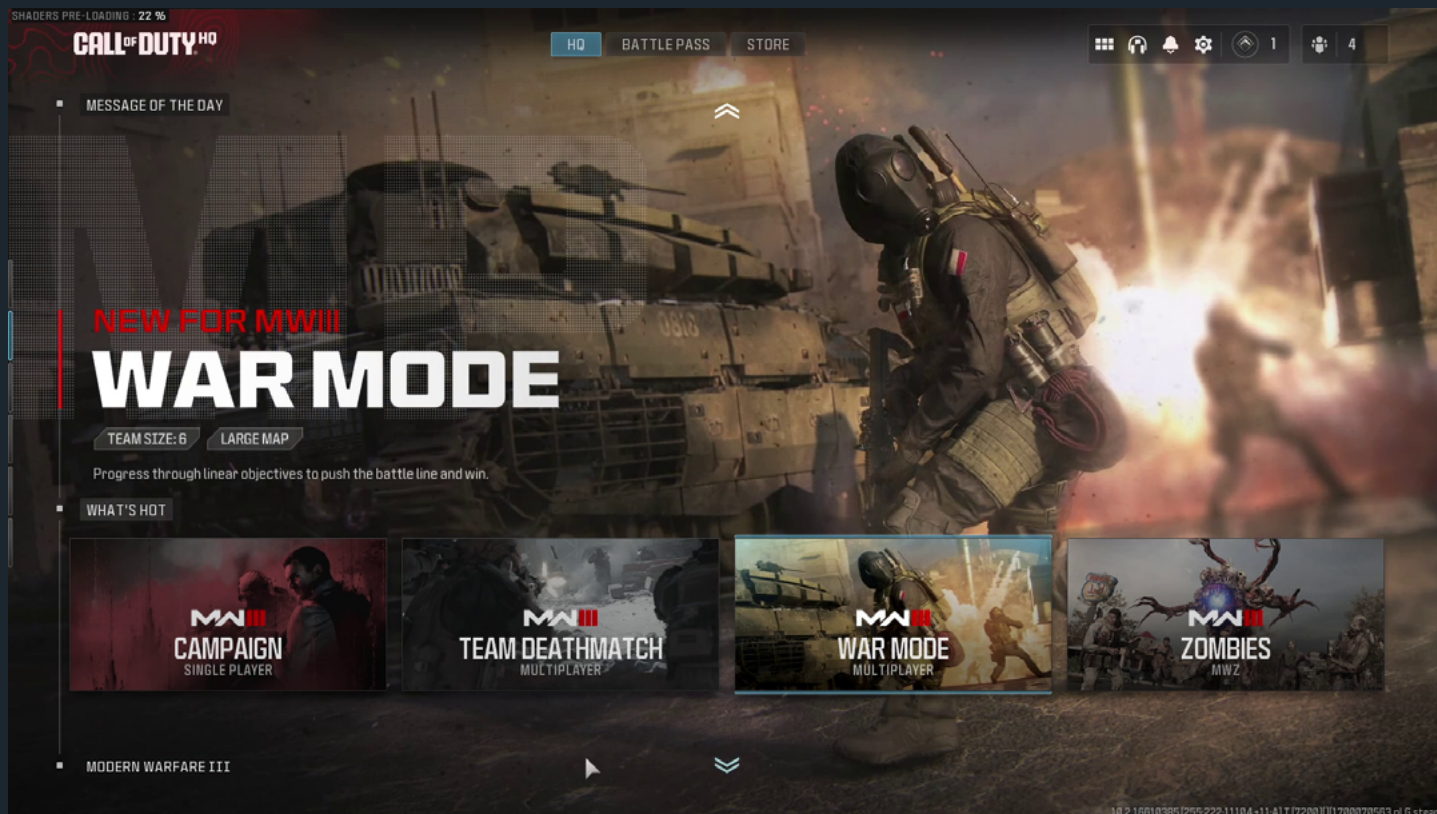 SHADERS PRE-LOADING : 22 %
CALL OF DUTY HQ
HQ
BATTLE PASS
STORE
1
4
MESSAGE OF THE DAY
NEW FOR MWIII
WAR MODE
TEAM SIZE: 6
LARGE MAP
Progress through linear objectives to push the battle line and win.
WHAT'S HOT
MWIII
CAMPAIGN
SINGLE PLAYER
MWIII
TEAM DEATHMATCH
MULTIPLAYER
MWIII
WAR MODE
MULTIPLAYER
MWIII
ZOMBIES
MWZ
MODERN WARFARE III